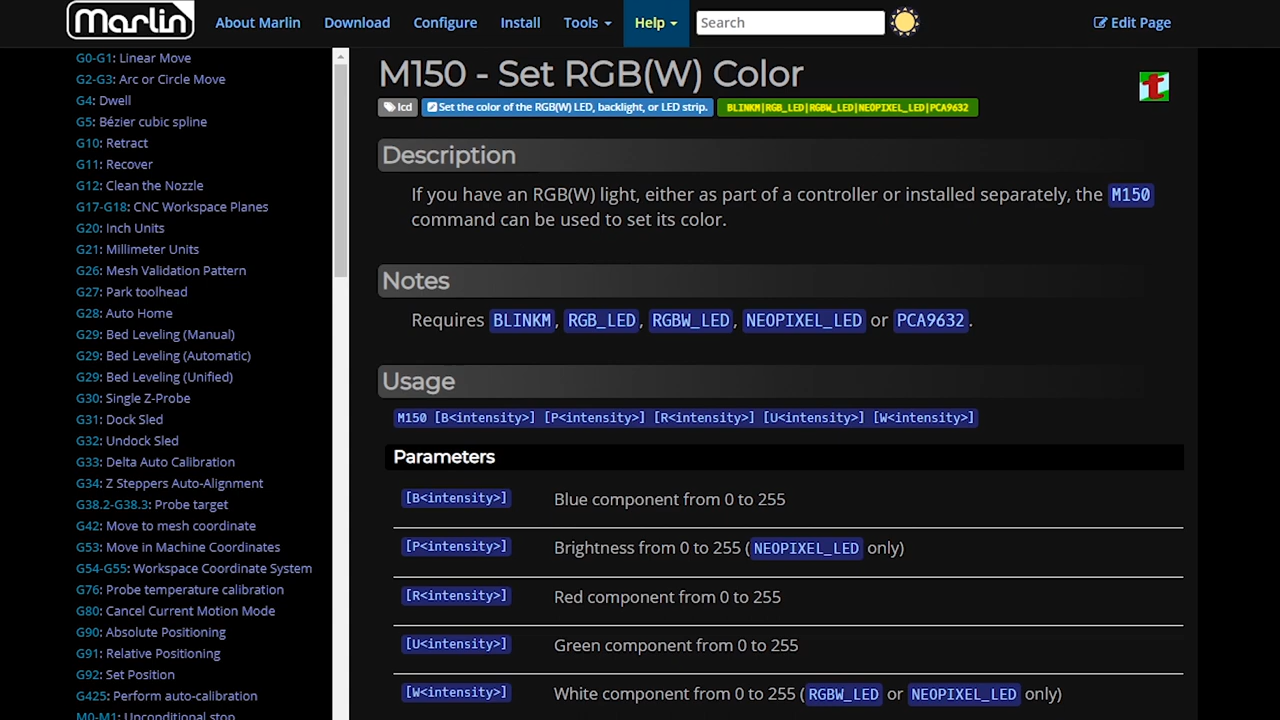 Marlin
About Marlin
Download
Configure
Install
Tools
Help
Search
Edit Page
G0-G1: Linear Move
G2-G3: Arc or Circle Move
G4: Dwell
G5: Bézier cubic spline
G10: Retract
G11: Recover
G12: Clean the Nozzle
G17-G18: CNC Workspace Planes
G20: Inch Units
G21: Millimeter Units
G26: Mesh Validation Pattern
G27: Park toolhead
G28: Auto Home
G29: Bed Leveling (Manual)
G29: Bed Leveling (Automatic)
G29: Bed Leveling (Unified)
G30: Single Z-Probe
G31: Dock Sled
G32: Undock Sled
G33: Delta Auto Calibration
G34: Z Steppers Auto-Alignment
G38.2-G38.3: Probe target
G42: Move to mesh coordinate
G53: Move in Machine Coordinates
G54-G55: Workspace Coordinate System
G76: Probe temperature calibration
G80: Cancel Current Motion Mode
G90: Absolute Positioning
G91: Relative Positioning
G92: Set Position
G425: Perform auto-calibration
M0-M1: Unconditional stop
M150 - Set RGB(W) Color
t
lcd
Set the color of the RGB(W) LED, backlight, or LED strip.
BLINKM|RGB_LED|RGBW_LED|NEOPIXEL_LED|PCA9632
Description
If you have an RGB(W) light, either as part of a controller or installed separately, the M150
command can be used to set its color.
Notes
Requires BLINKM, RGB_LED, RGBW_LED, NEOPIXEL_LED or PCA9632.
Usage
M150 [B<intensity>] [P<intensity>] [R<intensity>] [U<intensity>] [W<intensity>]
Parameters
[B<intensity>] Blue component from 0 to 255
[P<intensity>] Brightness from 0 to 255 (NEOPIXEL_LED only)
[R<intensity>] Red component from 0 to 255
[U<intensity>] Green component from 0 to 255
[W<intensity>] White component from 0 to 255 (RGBW_LED or NEOPIXEL_LED only)